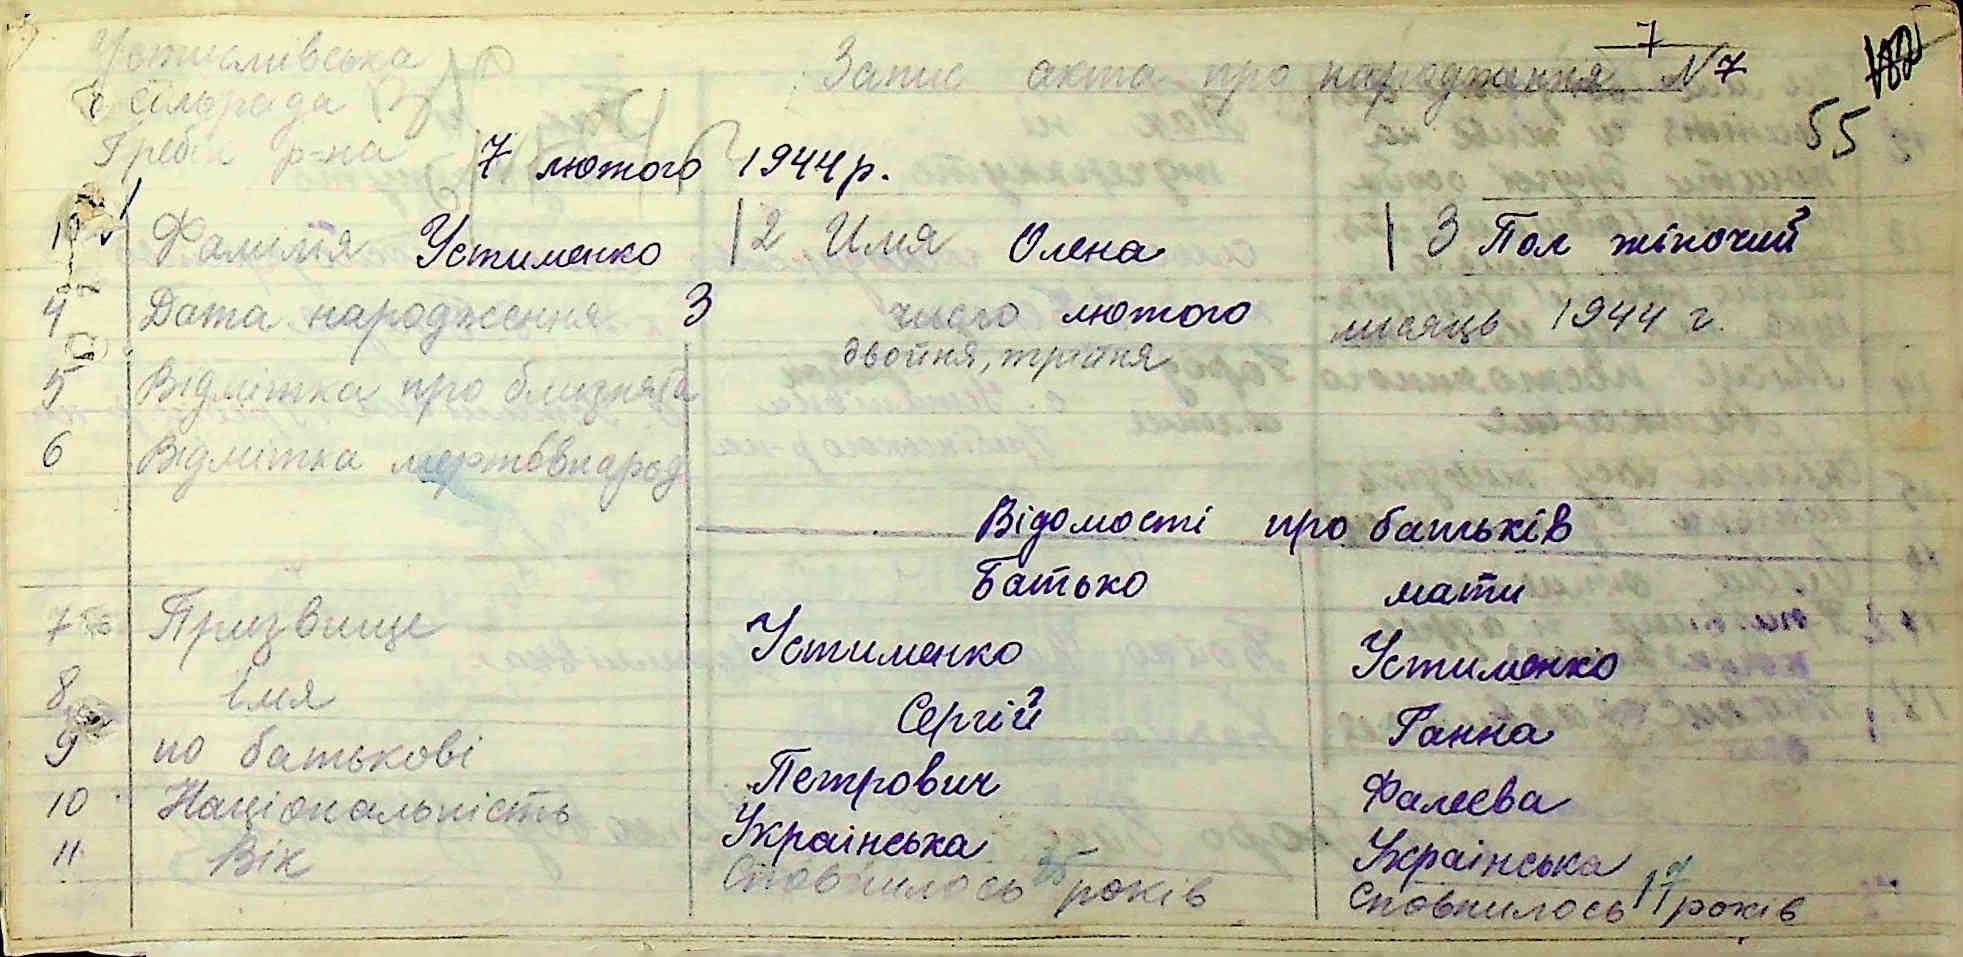 Устимівська
сільрада
Гребін р-на
Запис акта про народження N 7
7
55
7 лютого 1944 р.
1 Фамілія Устименко 2 Имя Олена 3 Пол жіночий
4 Дата народження 3 число лютого місяць 1944 г.
двойня, трійня
5 Відмітка про близнята
6 Відмітка мертвонарод
Відомості про батьків
Батько мати
7 Призвище Устименко Устименко
8 Імя Сергій Ганна
9 по батькові Петрович Фалеєва
10 Національність Українська Українська
11 Вік Сповнилось років Сповнилось років